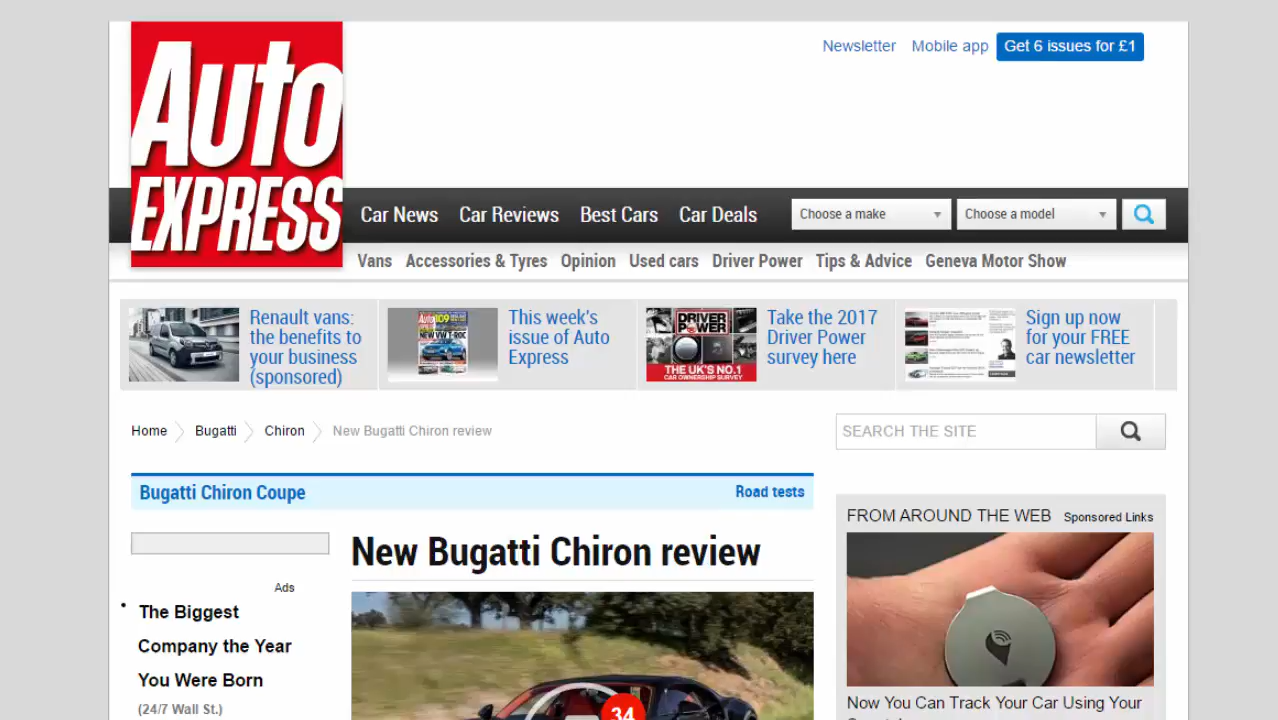 Auto
EXPRESS
Newsletter Mobile app Get 6 issues for £1
Car News Car Reviews Best Cars Car Deals Choose a make Choose a model
Vans Accessories & Tyres Opinion Used cars Driver Power Tips & Advice Geneva Motor Show
Renault vans:
the benefits to
your business
(sponsored)
This week's
issue of Auto
Express
DRIVER
POWER
THE UK'S NO.1
CAR OWNERSHIP SURVEY
Take the 2017
Driver Power
survey here
Sign up now
for your FREE
car newsletter
Home Bugatti Chiron New Bugatti Chiron review
SEARCH THE SITE
Bugatti Chiron Coupe Road tests
New Bugatti Chiron review
Ads
The Biggest
Company the Year
You Were Born
(24/7 Wall St.)
34
FROM AROUND THE WEB Sponsored Links
Now You Can Track Your Car Using Your